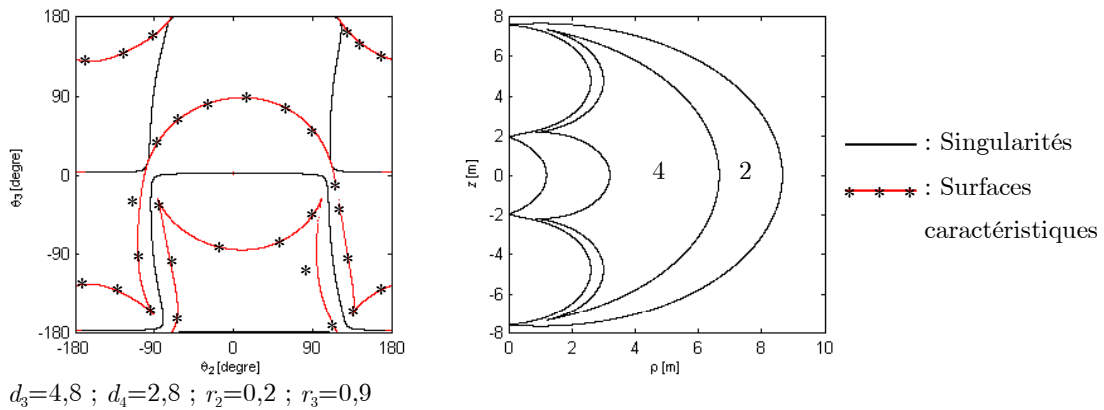 180
90
0
-90
-180
-180 -90 0 90 180
θ3 [degre]
θ2 [degre]
8
6
4
2
0
-2
-4
-6
-8
0 2 4 6 8 10
z [m]
ρ [m]
4 2
: Singularités
: Surfaces
caractéristiques
d3=4,8 ; d4=2,8 ; r2=0,2 ; r3=0,9